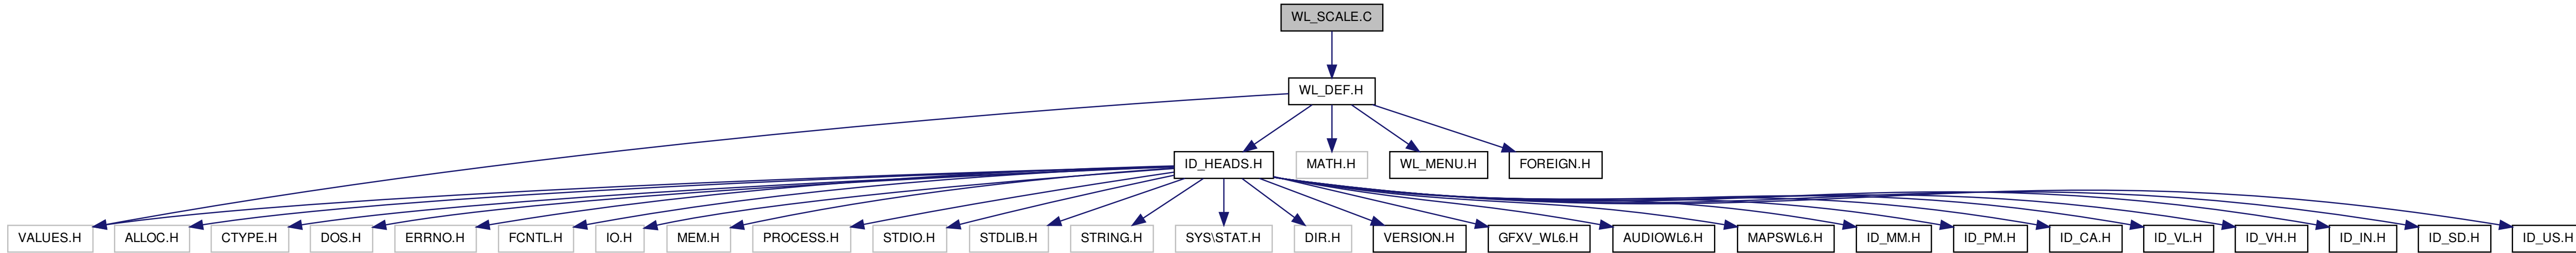 WL_SCALE.C
WL_DEF.H
ID_HEADS.H
MATH.H
WL_MENU.H
FOREIGN.H
VALUES.H
ALLOC.H
CTYPE.H
DOS.H
ERRNO.H
FCNTL.H
IO.H
MEM.H
PROCESS.H
STDIO.H
STDLIB.H
STRING.H
SYS\STAT.H
DIR.H
VERSION.H
GFXV_WL6.H
AUDIOWL6.H
MAPSWL6.H
ID_MM.H
ID_PM.H
ID_CA.H
ID_VL.H
ID_VH.H
ID_IN.H
ID_SD.H
ID_US.H